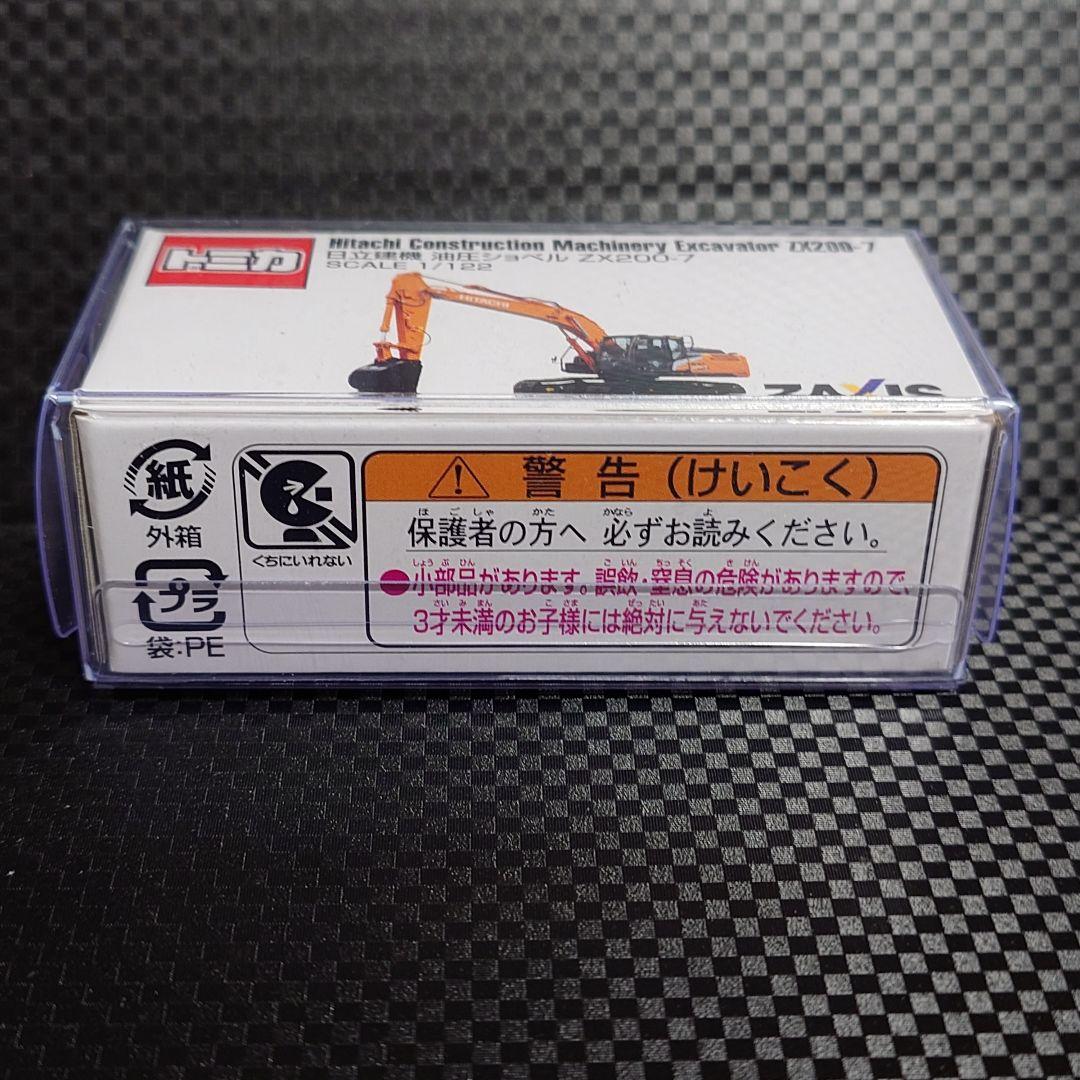 トミカ
Hitachi Construction Machinery Excavator ZX200-7
日立建機 油圧ショベル ZX200-7
SCALE 1/122
HITACHI
ZAXIS
紙
外箱
プラ
袋:PE
くちにいれない
警告(けいこく)
保護者の方へ 必ずお読みください。
●小部品があります。誤飲・窒息の危険がありますので、
3才未満のお子様には絶対に与えないでください。